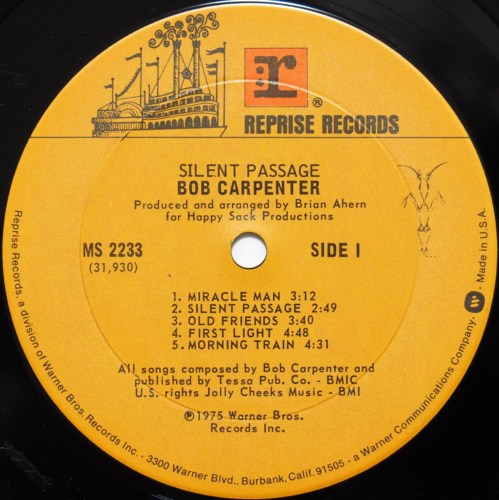 r
®
REPRISE RECORDS
SILENT PASSAGE
BOB CARPENTER
Produced and arranged by Brian Ahern
for Happy Sack Productions
MS 2233
(31,930)
SIDE I
1. MIRACLE MAN 3:12
2. SILENT PASSAGE 2:49
3. OLD FRIENDS 3:40
4. FIRST LIGHT 4:48
5. MORNING TRAIN 4:31
All songs composed by Bob Carpenter and
published by Tessa Pub. Co. - BMIC
U.S. rights Jolly Cheeks Music - BMI
℗1975 Warner Bros.
Records Inc.
Reprise Records, a division of Warner Bros. Records Inc. · 3300 Warner Blvd., Burbank, Calif. 91505 - a Warner Communications Company · W · Made in U.S.A.